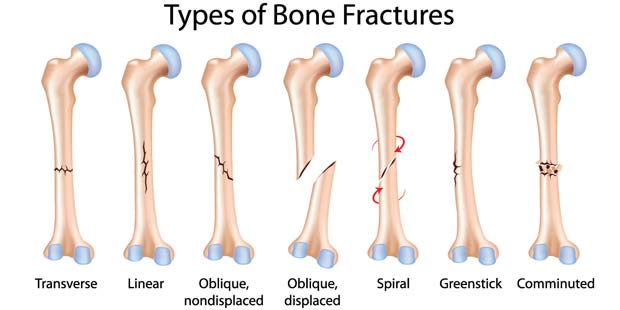 Types of Bone Fractures
Transverse
Linear
Oblique,
nondisplaced
Oblique,
displaced
Spiral
Greenstick
Comminuted